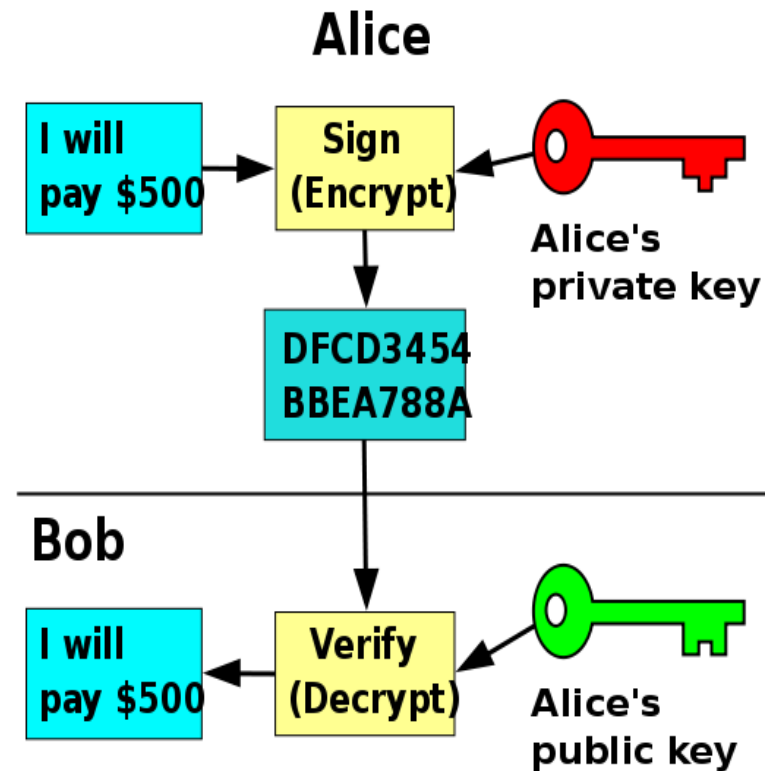 Alice
I will
pay $500
Sign
(Encrypt)
Alice's
private key
DFCD3454
BBEA788A
Bob
I will
pay $500
Verify
(Decrypt)
Alice's
public key